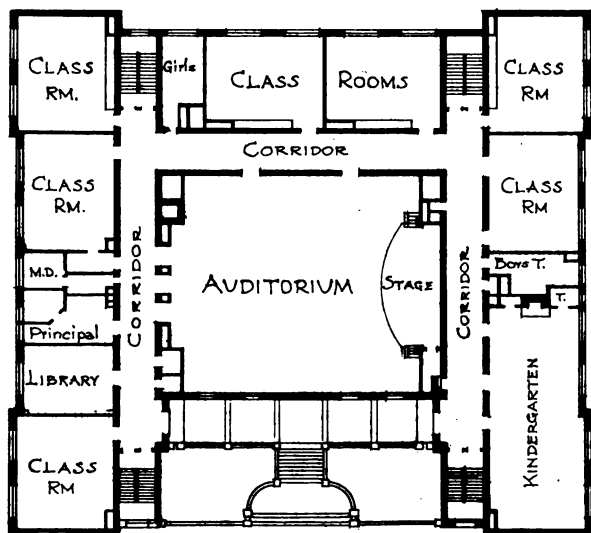 CLASS
RM.
Girls
CLASS
ROOMS
CLASS
RM
CORRIDOR
CLASS
RM.
CLASS
RM
M.D.
CORRIDOR
AUDITORIUM
STAGE
CORRIDOR
BOYS T.
T.
Principal
LIBRARY
KINDERGARTEN
CLASS
RM